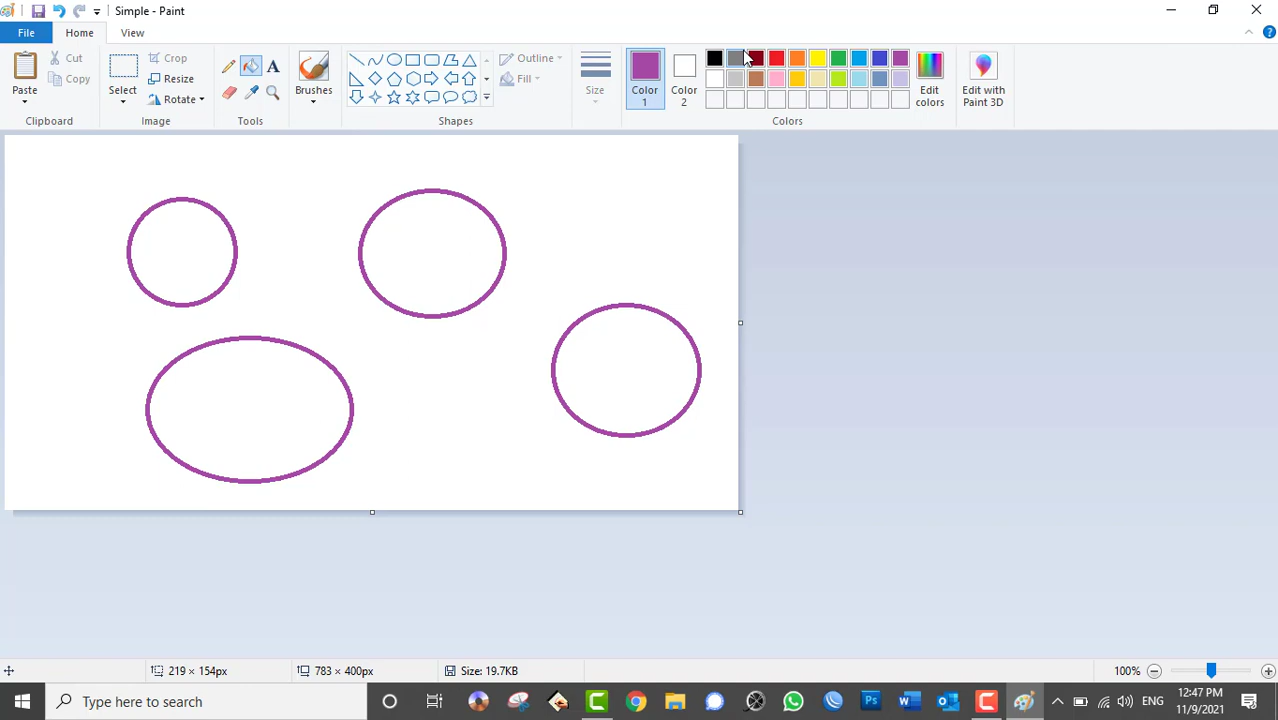 Simple - Paint
File Home View
Paste
Cut
Copy
Clipboard
Select
Crop
Resize
Rotate
Image
A
Tools
Brushes
Shapes
Outline
Fill
Size
Color 1
Color 2
Edit colors
Colors
Edit with Paint 3D
219 × 154px 783 × 400px Size: 19.7KB 100%
Type here to search
Ps
ENG
12:47 PM
11/9/2021